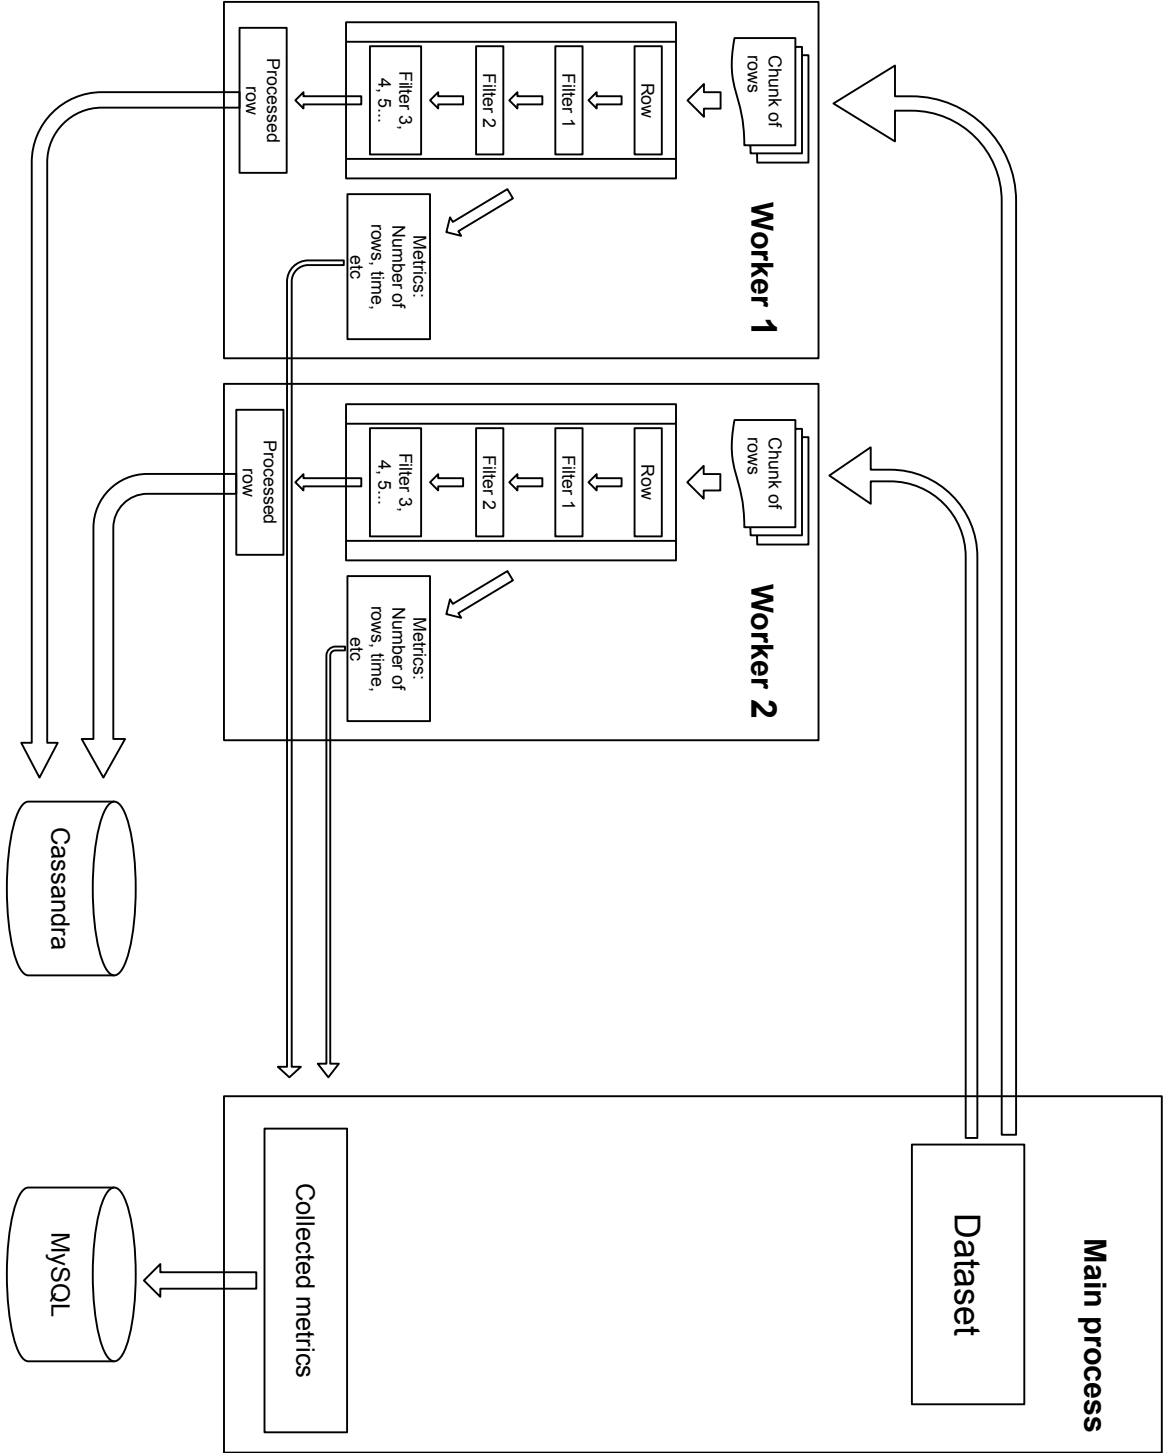 Worker 1
Chunk of
rows
Row
Filter 1
Filter 2
Filter 3,
4, 5...
Metrics:
Number of
rows, time,
etc
Processed
row
Worker 2
Chunk of
rows
Row
Filter 1
Filter 2
Filter 3,
4, 5...
Metrics:
Number of
rows, time,
etc
Processed
row
Cassandra
Main process
Dataset
Collected metrics
MySQL